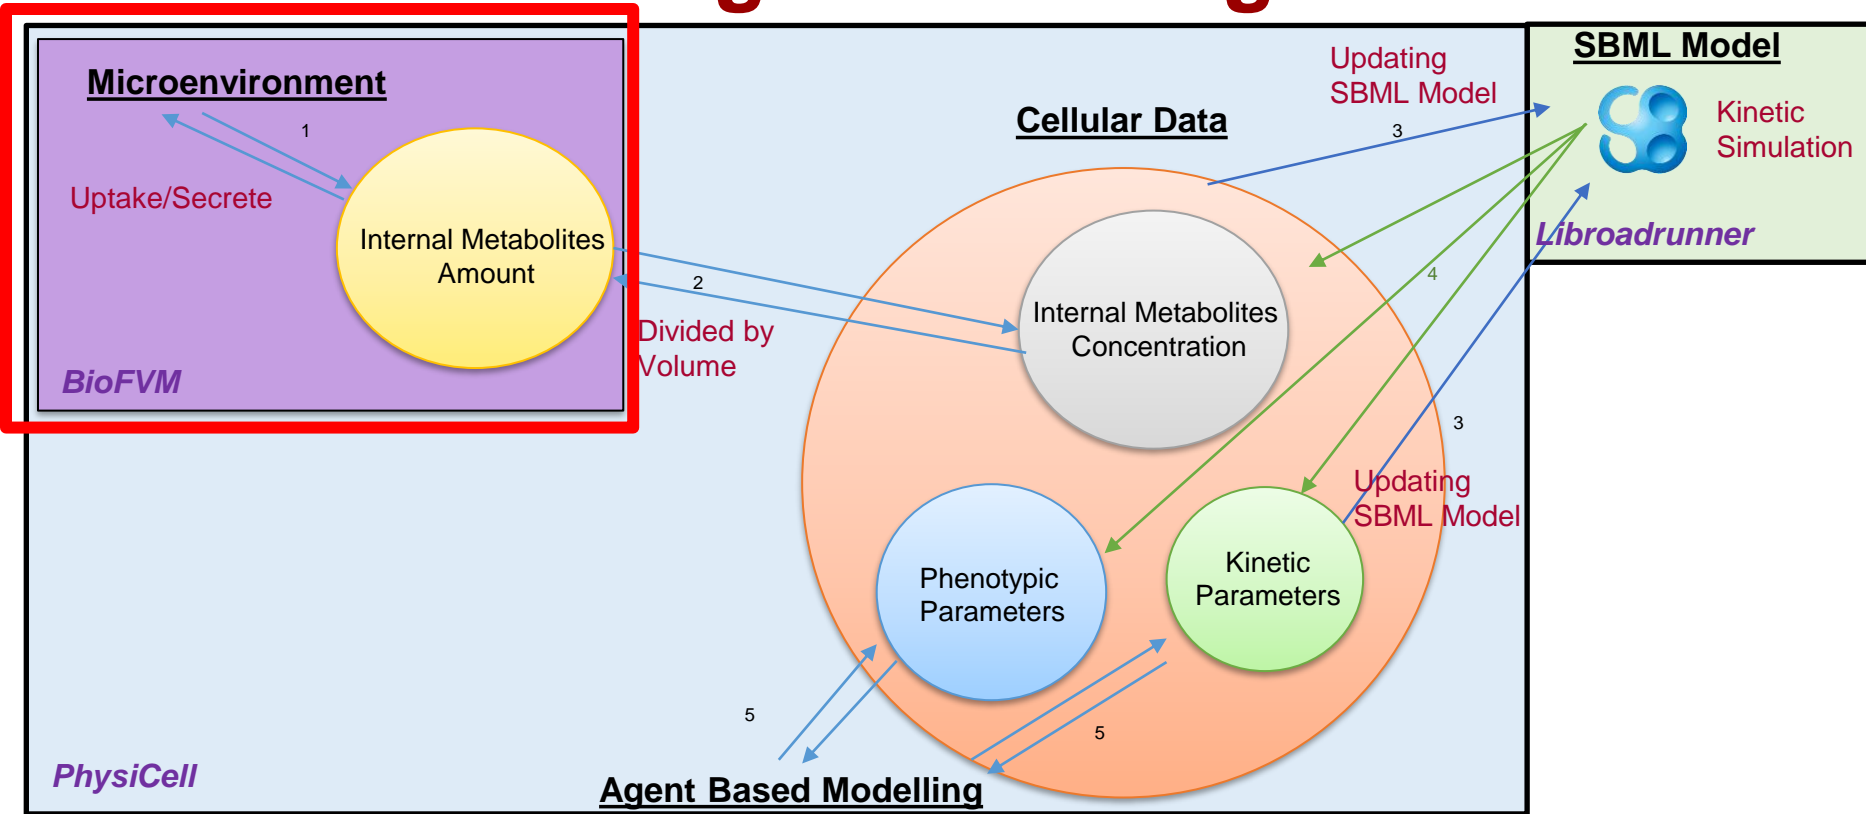 Microenvironment
1
Uptake/Secrete
Internal Metabolites
Amount
BioFVM
2
Divided by
Volume
Cellular Data
Internal Metabolites
Concentration
Phenotypic
Parameters
Kinetic
Parameters
Updating
SBML Model
3
SBML Model
Kinetic
Simulation
Libroadrunner
4
3
Updating
SBML Model
5
5
PhysiCell
Agent Based Modelling